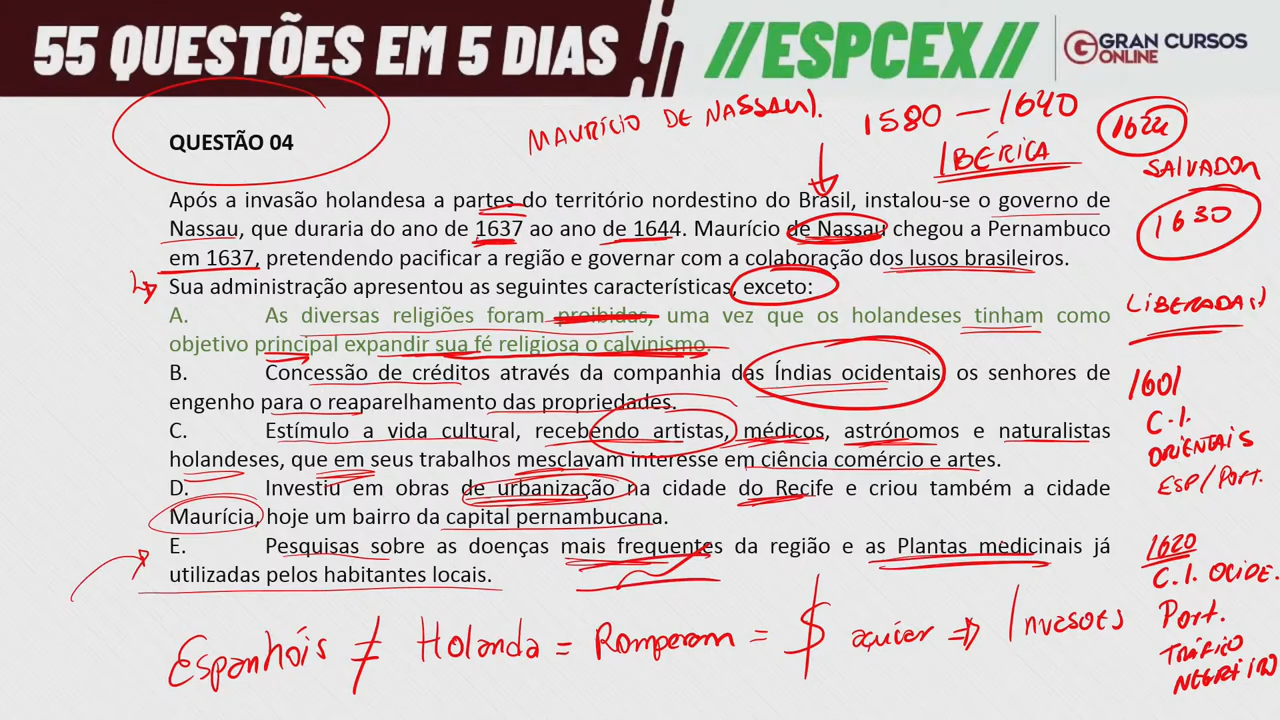 55 QUESTÕES EM 5 DIAS
//ESPCEX//
GRAN CURSOS
ONLINE
MAURÍCIO DE NASSAU).
1580 – 1640
IBÉRICA
1624
SALVADOR
1630
QUESTÃO 04
Após a invasão holandesa a partes do território nordestino do Brasil, instalou-se o governo de
Nassau, que duraria do ano de 1637 ao ano de 1644. Maurício de Nassau chegou a Pernambuco
em 1637, pretendendo pacificar a região e governar com a colaboração dos lusos brasileiros.
Sua administração apresentou as seguintes características, exceto:
A. As diversas religiões foram proibidas, uma vez que os holandeses tinham como
objetivo principal expandir sua fé religiosa o calvinismo.
B. Concessão de créditos através da companhia das Índias ocidentais, os senhores de
engenho para o reaparelhamento das propriedades.
C. Estímulo a vida cultural, recebendo artistas, médicos, astrónomos e naturalistas
holandeses, que em seus trabalhos mesclavam interesse em ciência comércio e artes.
D. Investiu em obras de urbanização na cidade do Recife e criou também a cidade
Maurícia, hoje um bairro da capital pernambucana.
E. Pesquisas sobre as doenças mais frequentes da região e as Plantas medicinais já
utilizadas pelos habitantes locais.
1601
C.I.
ORIENTAIS
ESP/PORT.
1620
C.I. OCIDE.
Port.
TRÁFICO
Espanhóis ≠ Holanda = Romperam = $ açúcar ⇒ Invasões